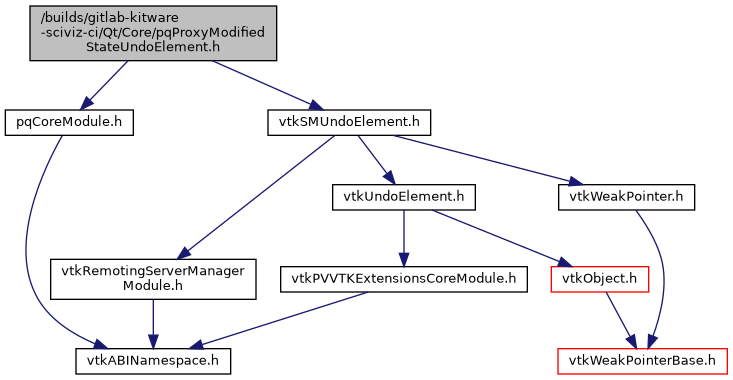 /builds/gitlab-kitware
-sciviz-ci/Qt/Core/pqProxyModified
StateUndoElement.h
pqCoreModule.h
vtkSMUndoElement.h
vtkUndoElement.h
vtkWeakPointer.h
vtkRemotingServerManager
Module.h
vtkPVVTKExtensionsCoreModule.h
vtkObject.h
vtkABINamespace.h
vtkWeakPointerBase.h